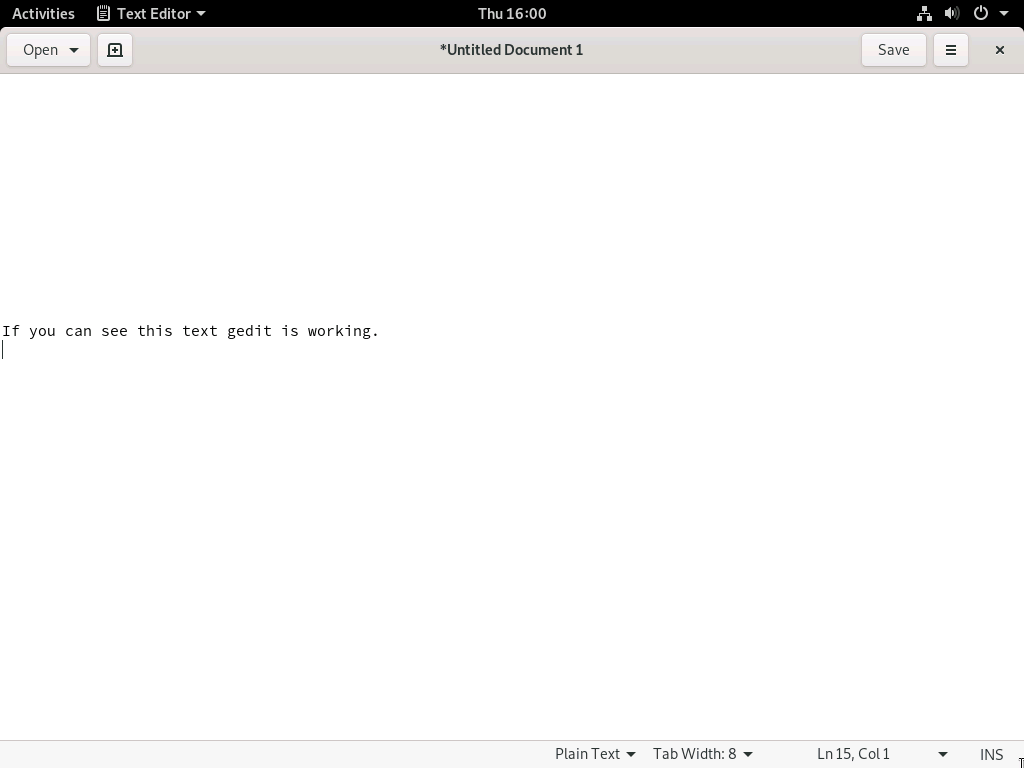 Activities Text Editor Thu 16:00
Open *Untitled Document 1 Save
If you can see this text gedit is working.
Plain Text Tab Width: 8 Ln 15, Col 1 INS